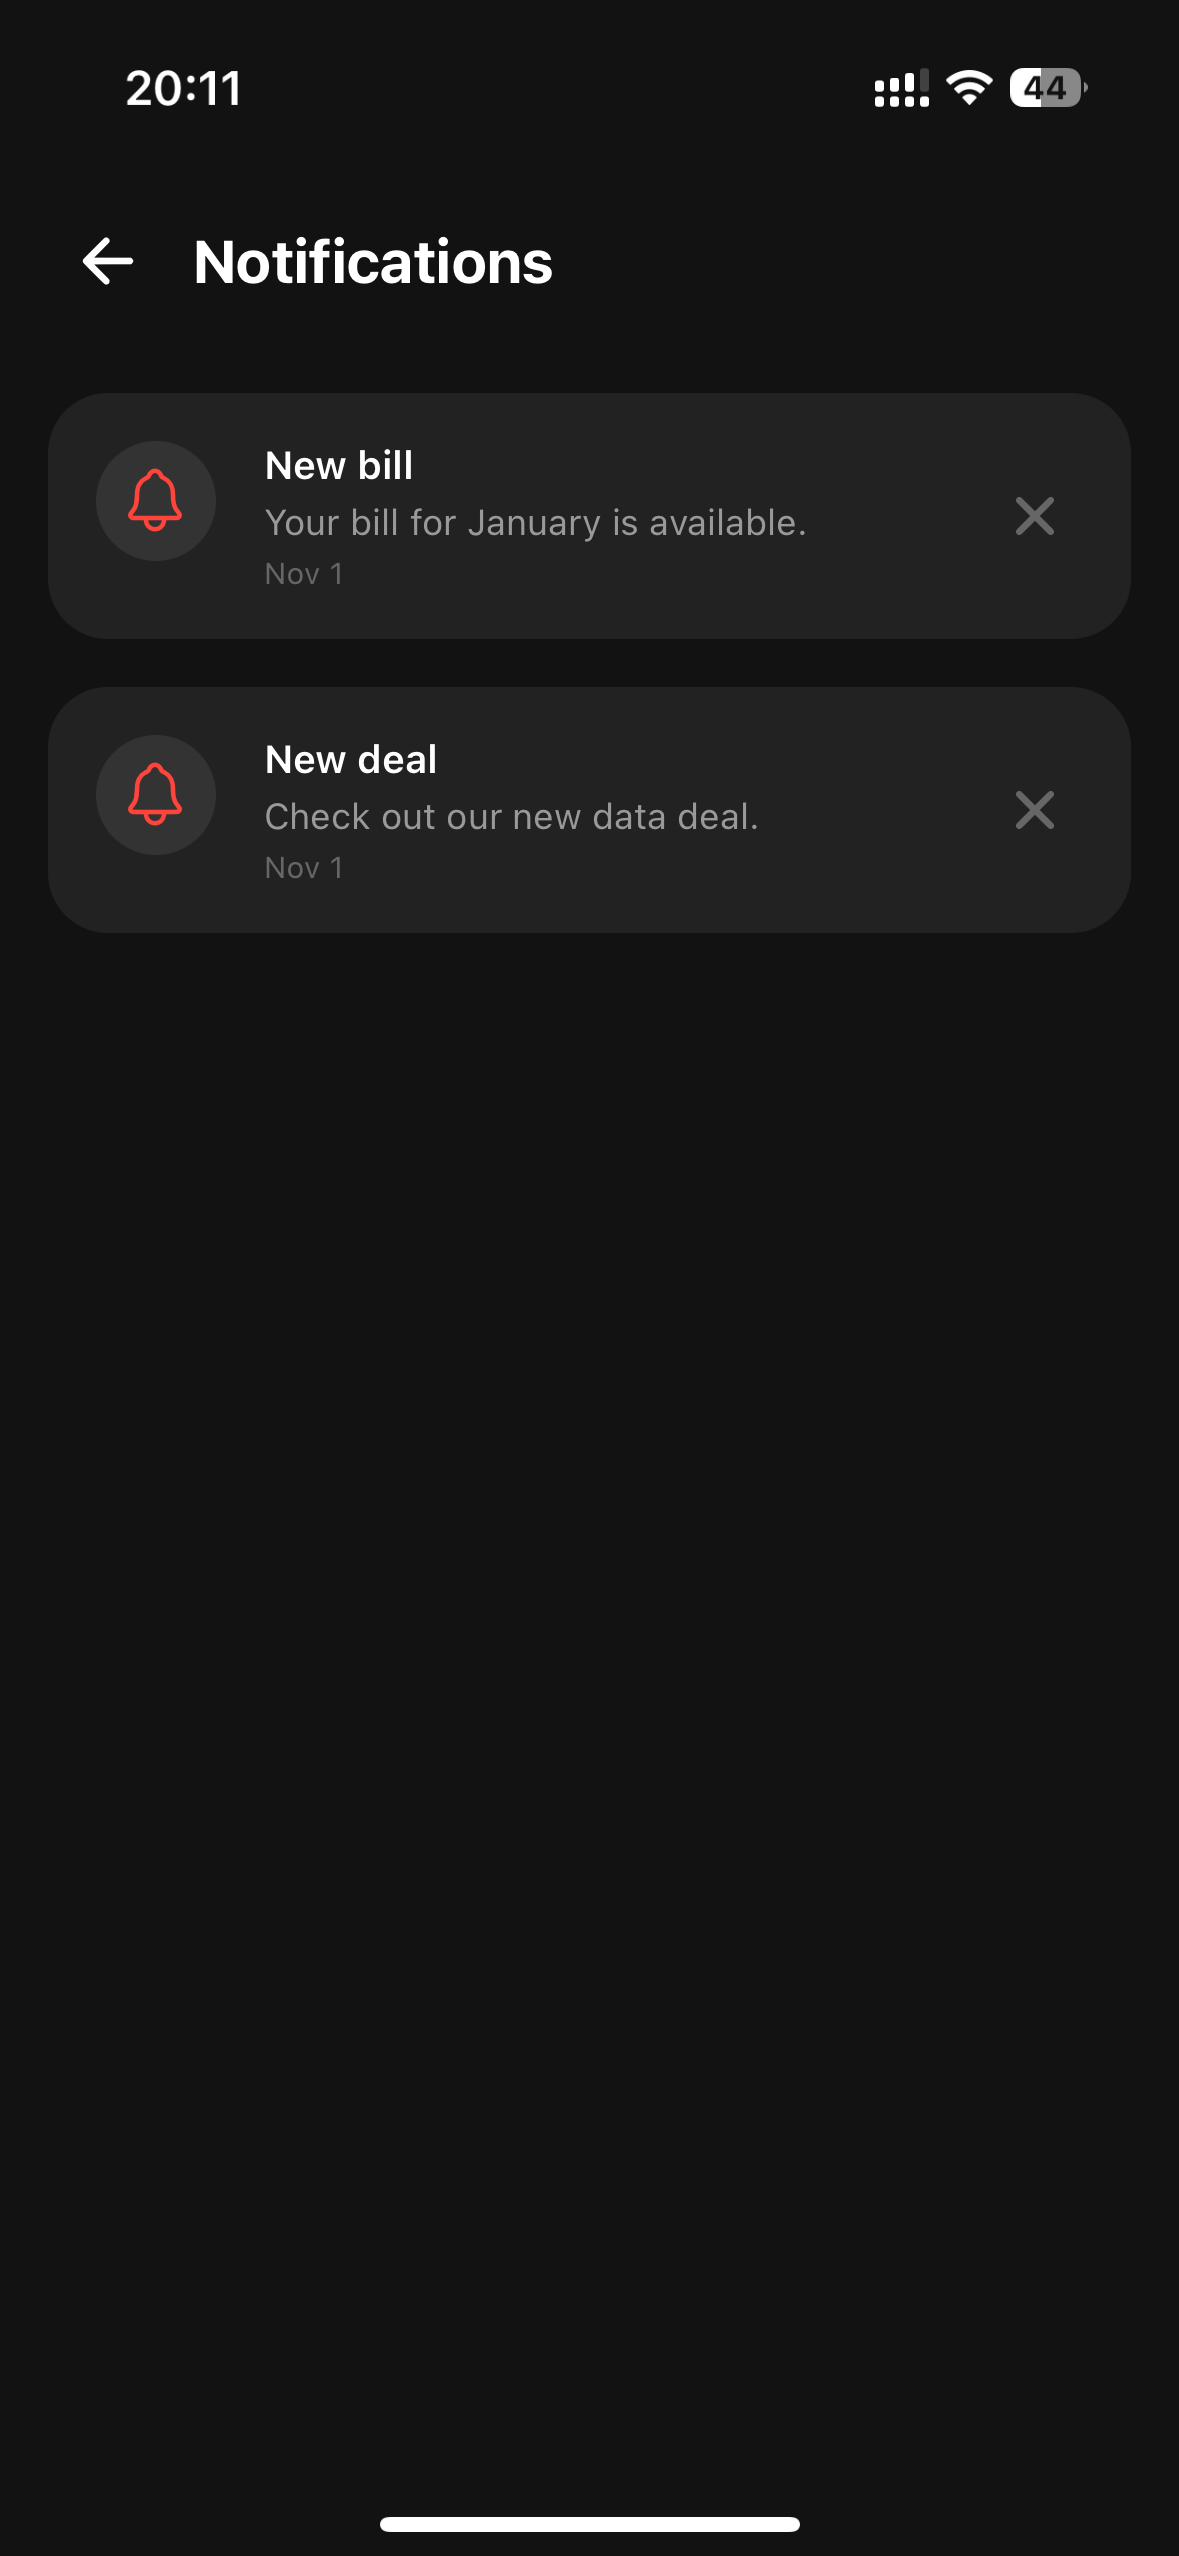 20:11
44
Notifications
New bill
Your bill for January is available.
Nov 1
New deal
Check out our new data deal.
Nov 1